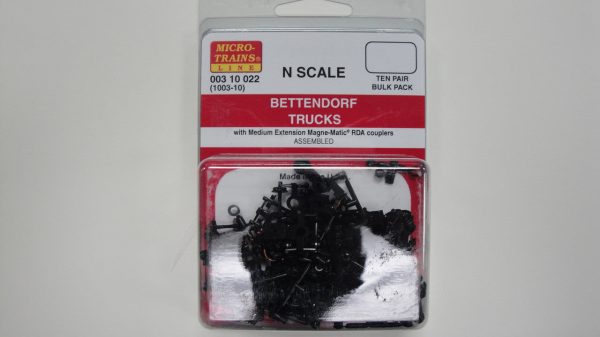 MICRO-
TRAINS®
LINE
003 10 022
(1003-10)
N SCALE
TEN PAIR
BULK PACK
BETTENDORF
TRUCKS
with Medium Extension Magne-Matic® RDA couplers
ASSEMBLED
Made